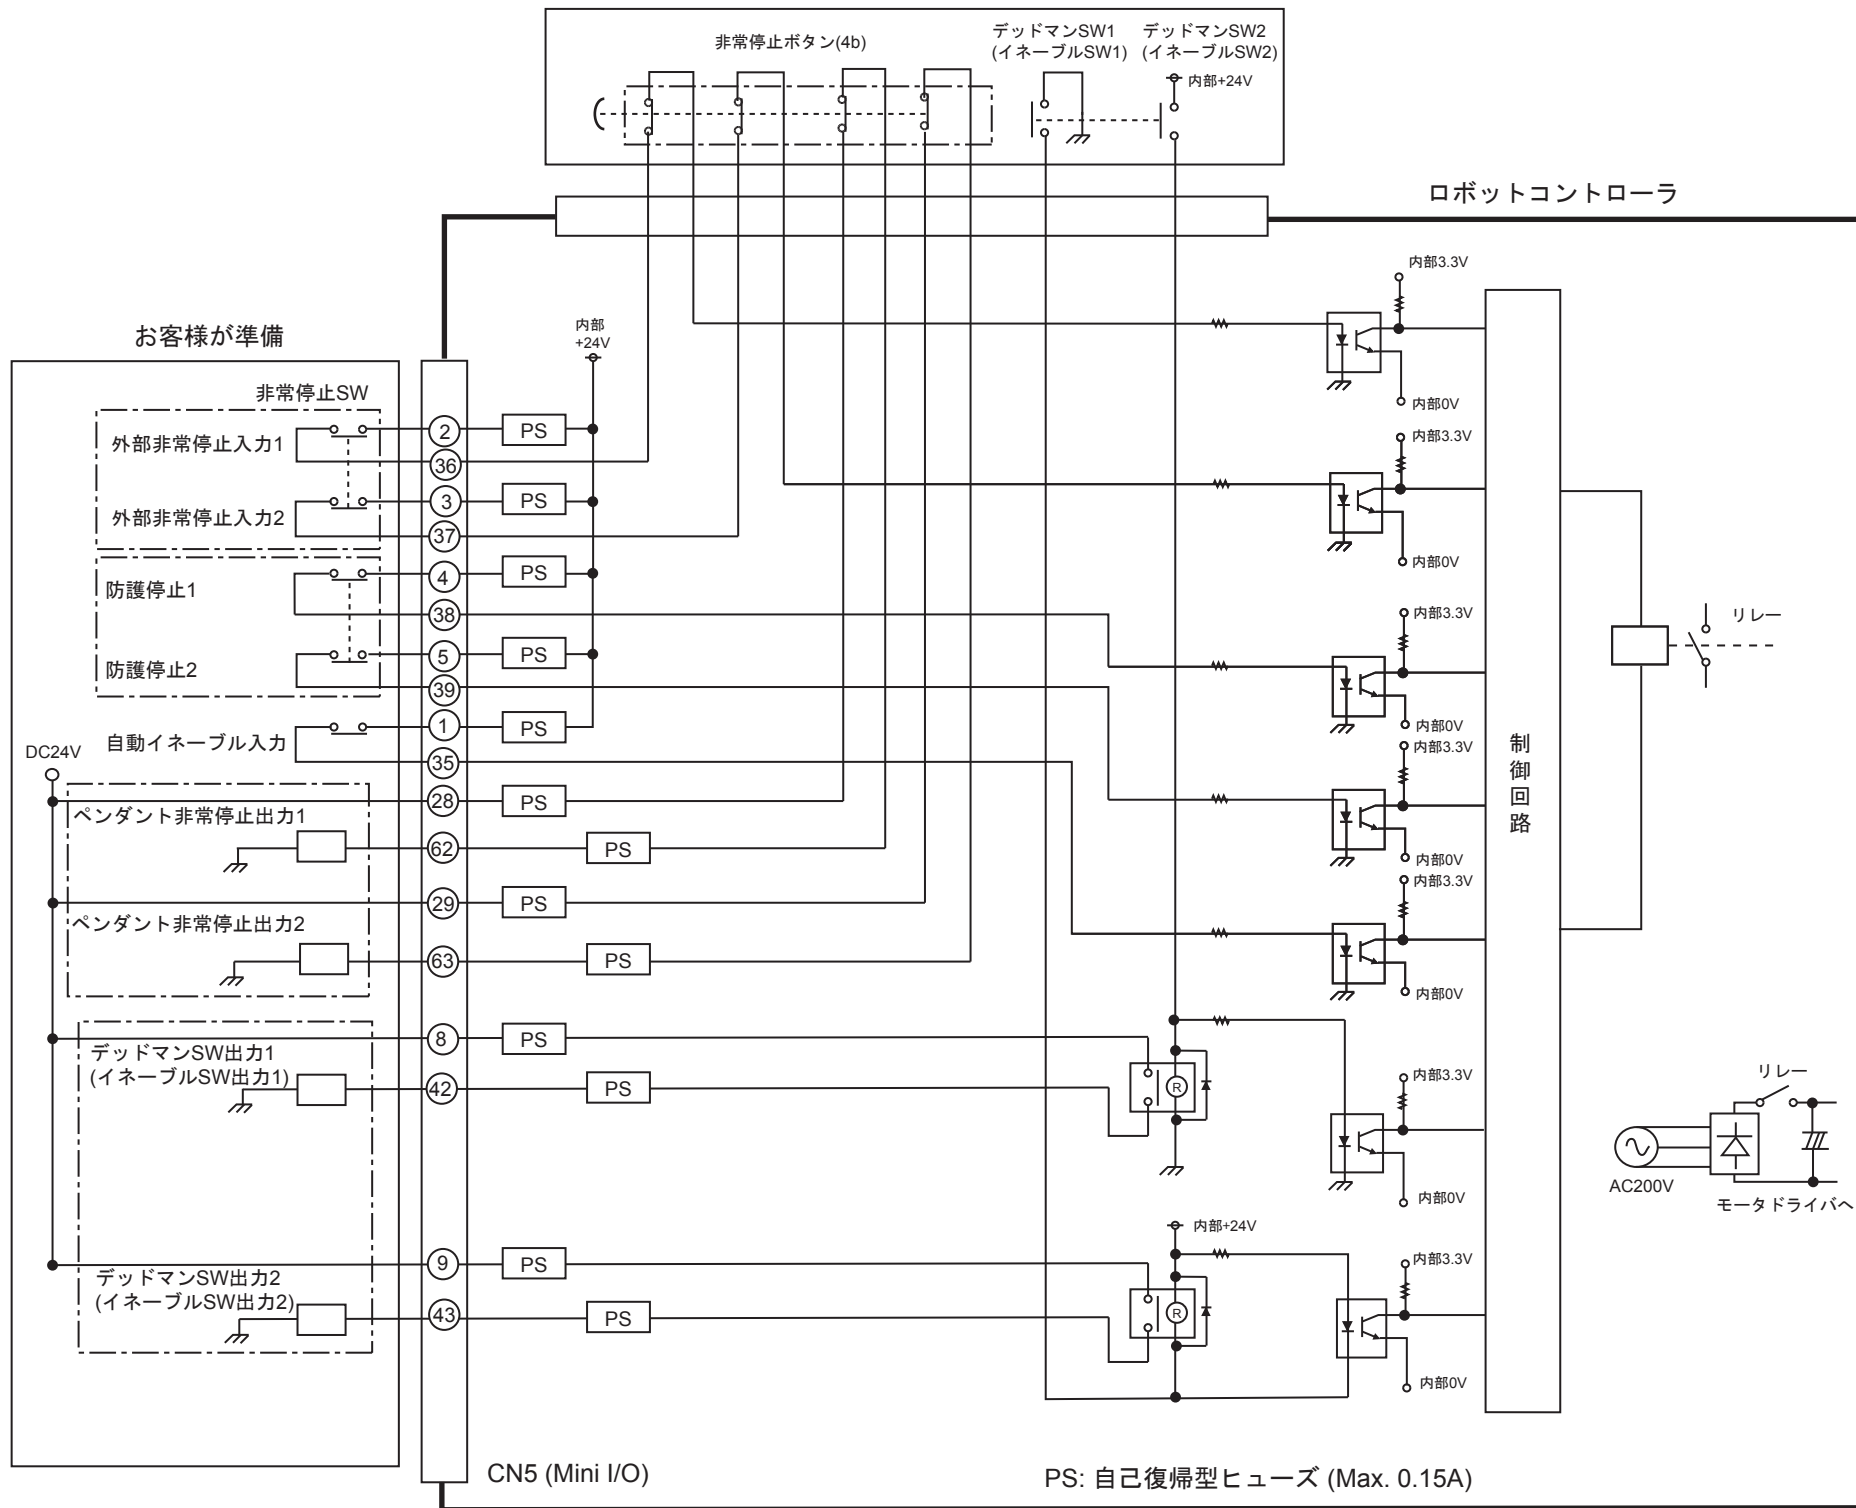 非常停止ボタン(4b)
デッドマンSW1
(イネーブルSW1)
デッドマンSW2
(イネーブルSW2)
内部+24V
ロボットコントローラ
お客様が準備
内部
+24V
非常停止SW
外部非常停止入力1
外部非常停止入力2
防護停止1
防護停止2
自動イネーブル入力
DC24V
ペンダント非常停止出力1
ペンダント非常停止出力2
デッドマンSW出力1
(イネーブルSW出力1)
デッドマンSW出力2
(イネーブルSW出力2)
2
PS
36
3
PS
37
4
PS
38
5
PS
39
1
PS
35
28
PS
62
PS
29
PS
63
PS
8
PS
42
PS
9
PS
43
PS
内部3.3V
内部0V
内部3.3V
内部0V
内部3.3V
内部0V
内部3.3V
内部0V
内部3.3V
内部0V
R
内部3.3V
内部0V
内部+24V
R
内部3.3V
内部0V
制御回路
リレー
リレー
AC200V
モータドライバへ
CN5 (Mini I/O)
PS: 自己復帰型ヒューズ (Max. 0.15A)